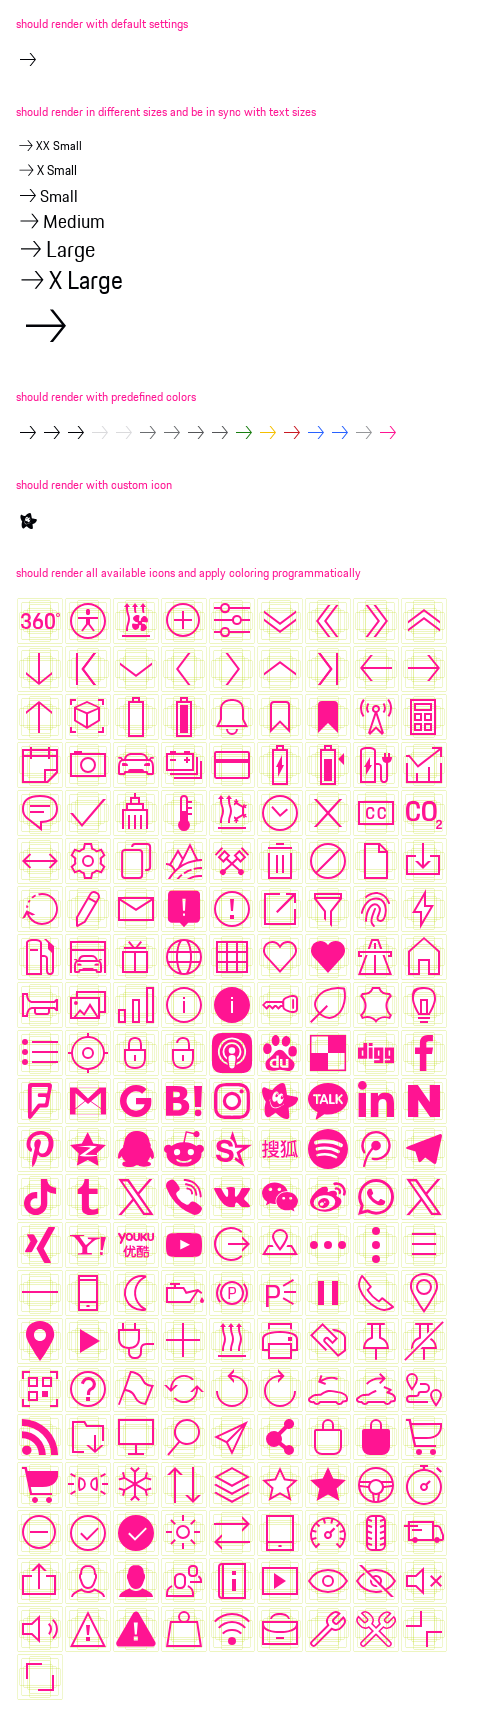 should render with default settings
should render in different sizes and be in sync with text sizes
XX Small
X Small
Small
Medium
Large
X Large
should render with predefined colors
should render with custom icon
should render all available icons and apply coloring programmatically
360°
CC CO2
du digg
G B! TALK in N
S 搜狐
t
Y! YOUKU 优酷
P P